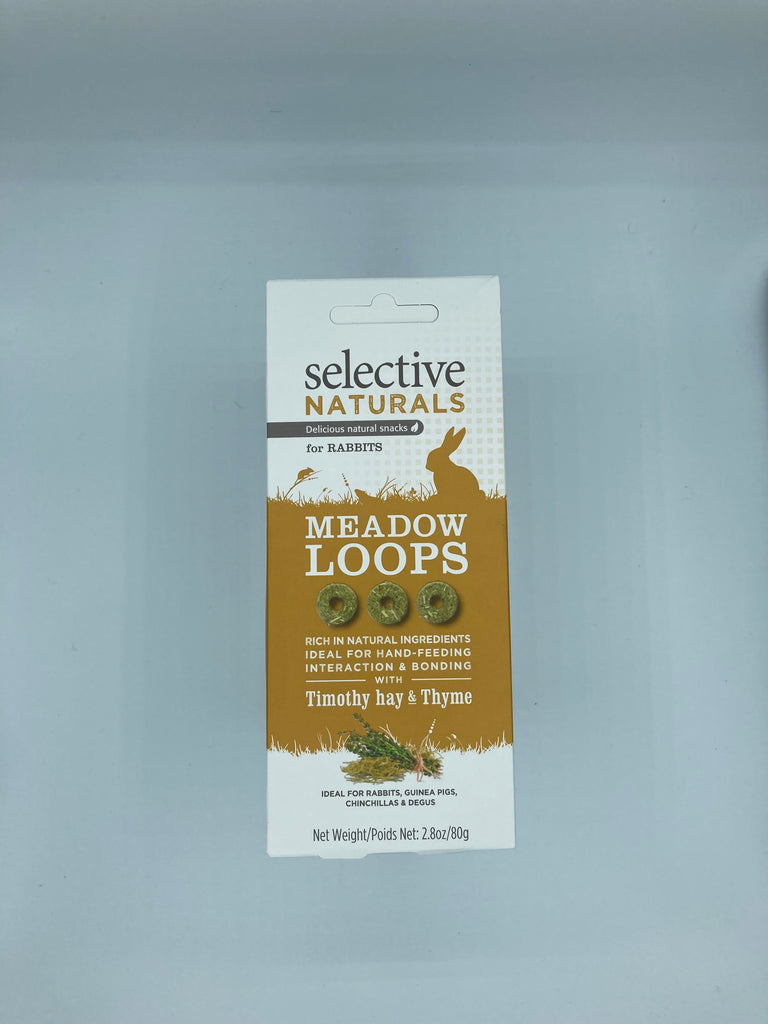 selective
NATURALS
Delicious natural snacks
for RABBITS
MEADOW
LOOPS
RICH IN NATURAL INGREDIENTS
IDEAL FOR HAND-FEEDING
INTERACTION & BONDING
WITH
Timothy hay & Thyme
IDEAL FOR RABBITS, GUINEA PIGS,
CHINCHILLAS & DEGUS
Net Weight/Poids Net: 2.8oz/80g